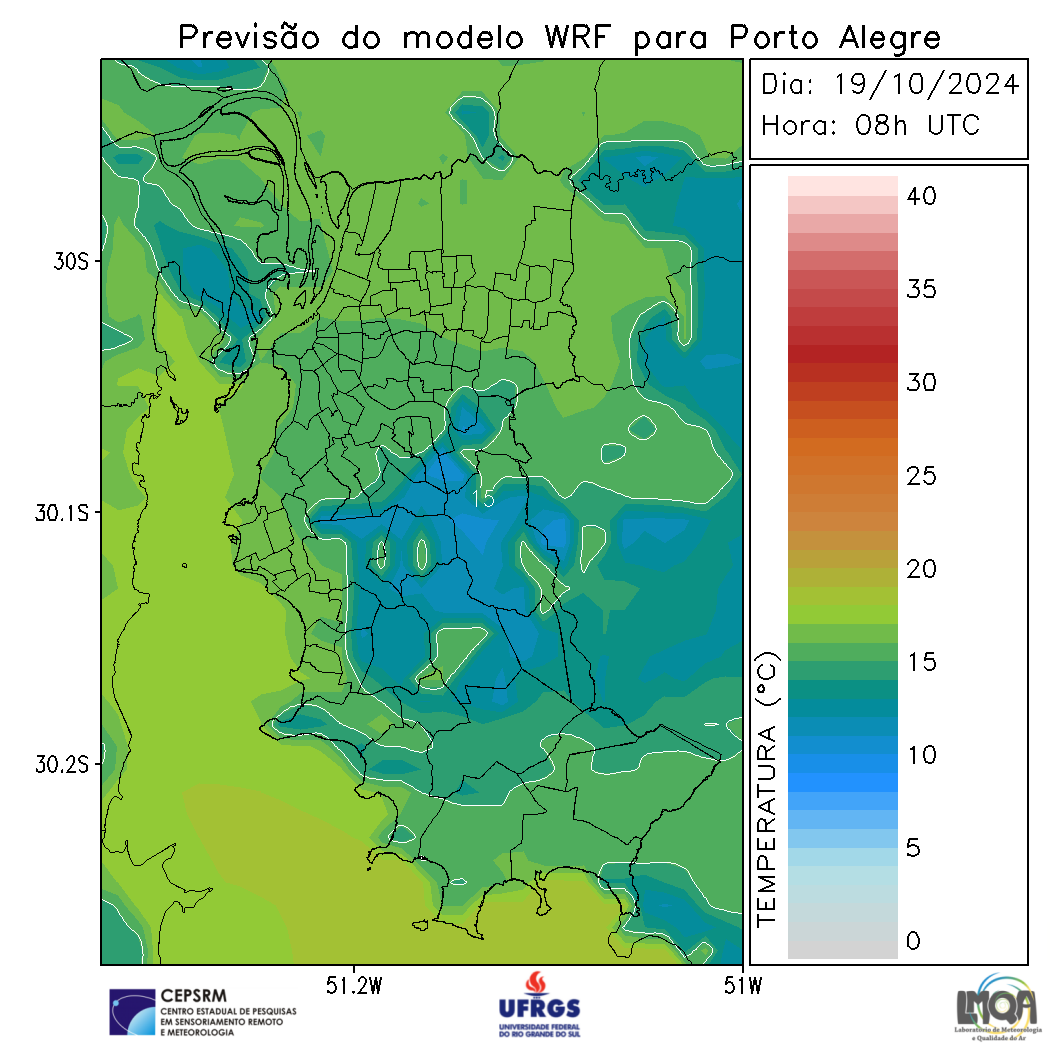 Previsão do modelo WRF para Porto Alegre
Dia: 19/10/2024
Hora: 08h UTC
40
35
30
25
20
15
10
5
0
TEMPERATURA (°C)
30S
30.1S
30.2S
15
51.2W
51W
CEPSRM
CENTRO ESTADUAL DE PESQUISAS
EM SENSORIAMENTO REMOTO
E METEOROLOGIA
UFRGS
UNIVERSIDADE FEDERAL
DO RIO GRANDE DO SUL
LMQA
Laboratório de Meteorologia
e Qualidade do Ar